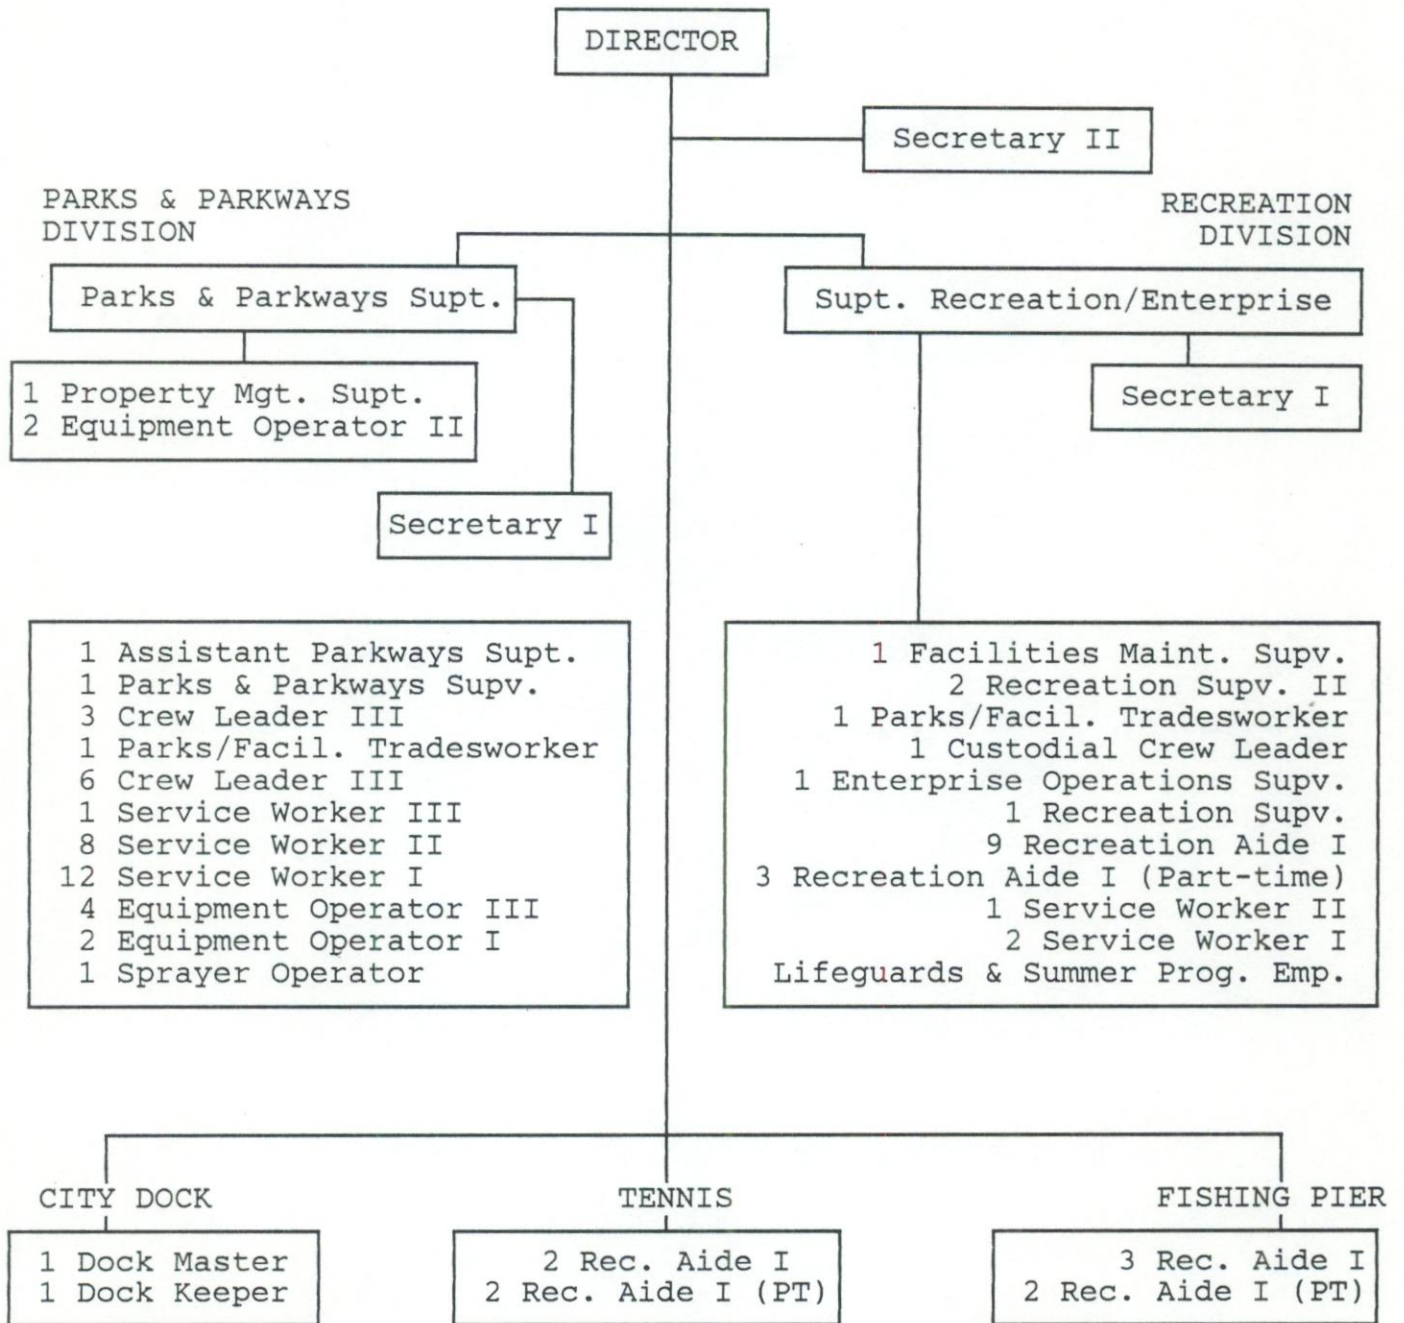 DIRECTOR
Secretary II
PARKS & PARKWAYS
DIVISION
RECREATION
DIVISION
Parks & Parkways Supt.
Supt. Recreation/Enterprise
1 Property Mgt. Supt.
2 Equipment Operator II
Secretary I
Secretary I
1 Assistant Parkways Supt.
1 Parks & Parkways Supv.
3 Crew Leader III
1 Parks/Facil. Tradesworker
6 Crew Leader III
1 Service Worker III
8 Service Worker II
12 Service Worker I
4 Equipment Operator III
2 Equipment Operator I
1 Sprayer Operator
1 Facilities Maint. Supv.
2 Recreation Supv. II
1 Parks/Facil. Tradesworker
1 Custodial Crew Leader
1 Enterprise Operations Supv.
1 Recreation Supv.
9 Recreation Aide I
3 Recreation Aide I (Part-time)
1 Service Worker II
2 Service Worker I
Lifeguards & Summer Prog. Emp.
CITY DOCK
1 Dock Master
1 Dock Keeper
TENNIS
2 Rec. Aide I
2 Rec. Aide I (PT)
FISHING PIER
3 Rec. Aide I
2 Rec. Aide I (PT)